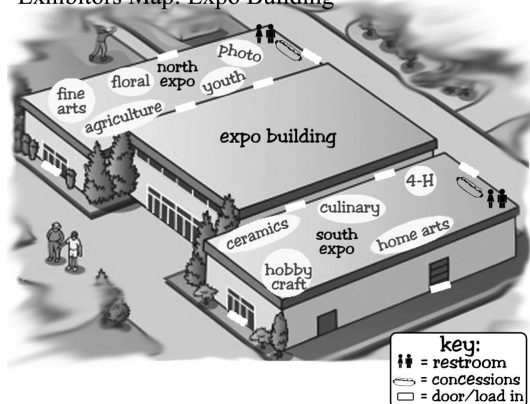 Exhibitors Map: Expo Building
photo
north
expo
floral
youth
fine
arts
agriculture
expo building
4-H
culinary
ceramics
south
expo
home arts
hobby
craft
key:
= restroom
= concessions
= door/load in